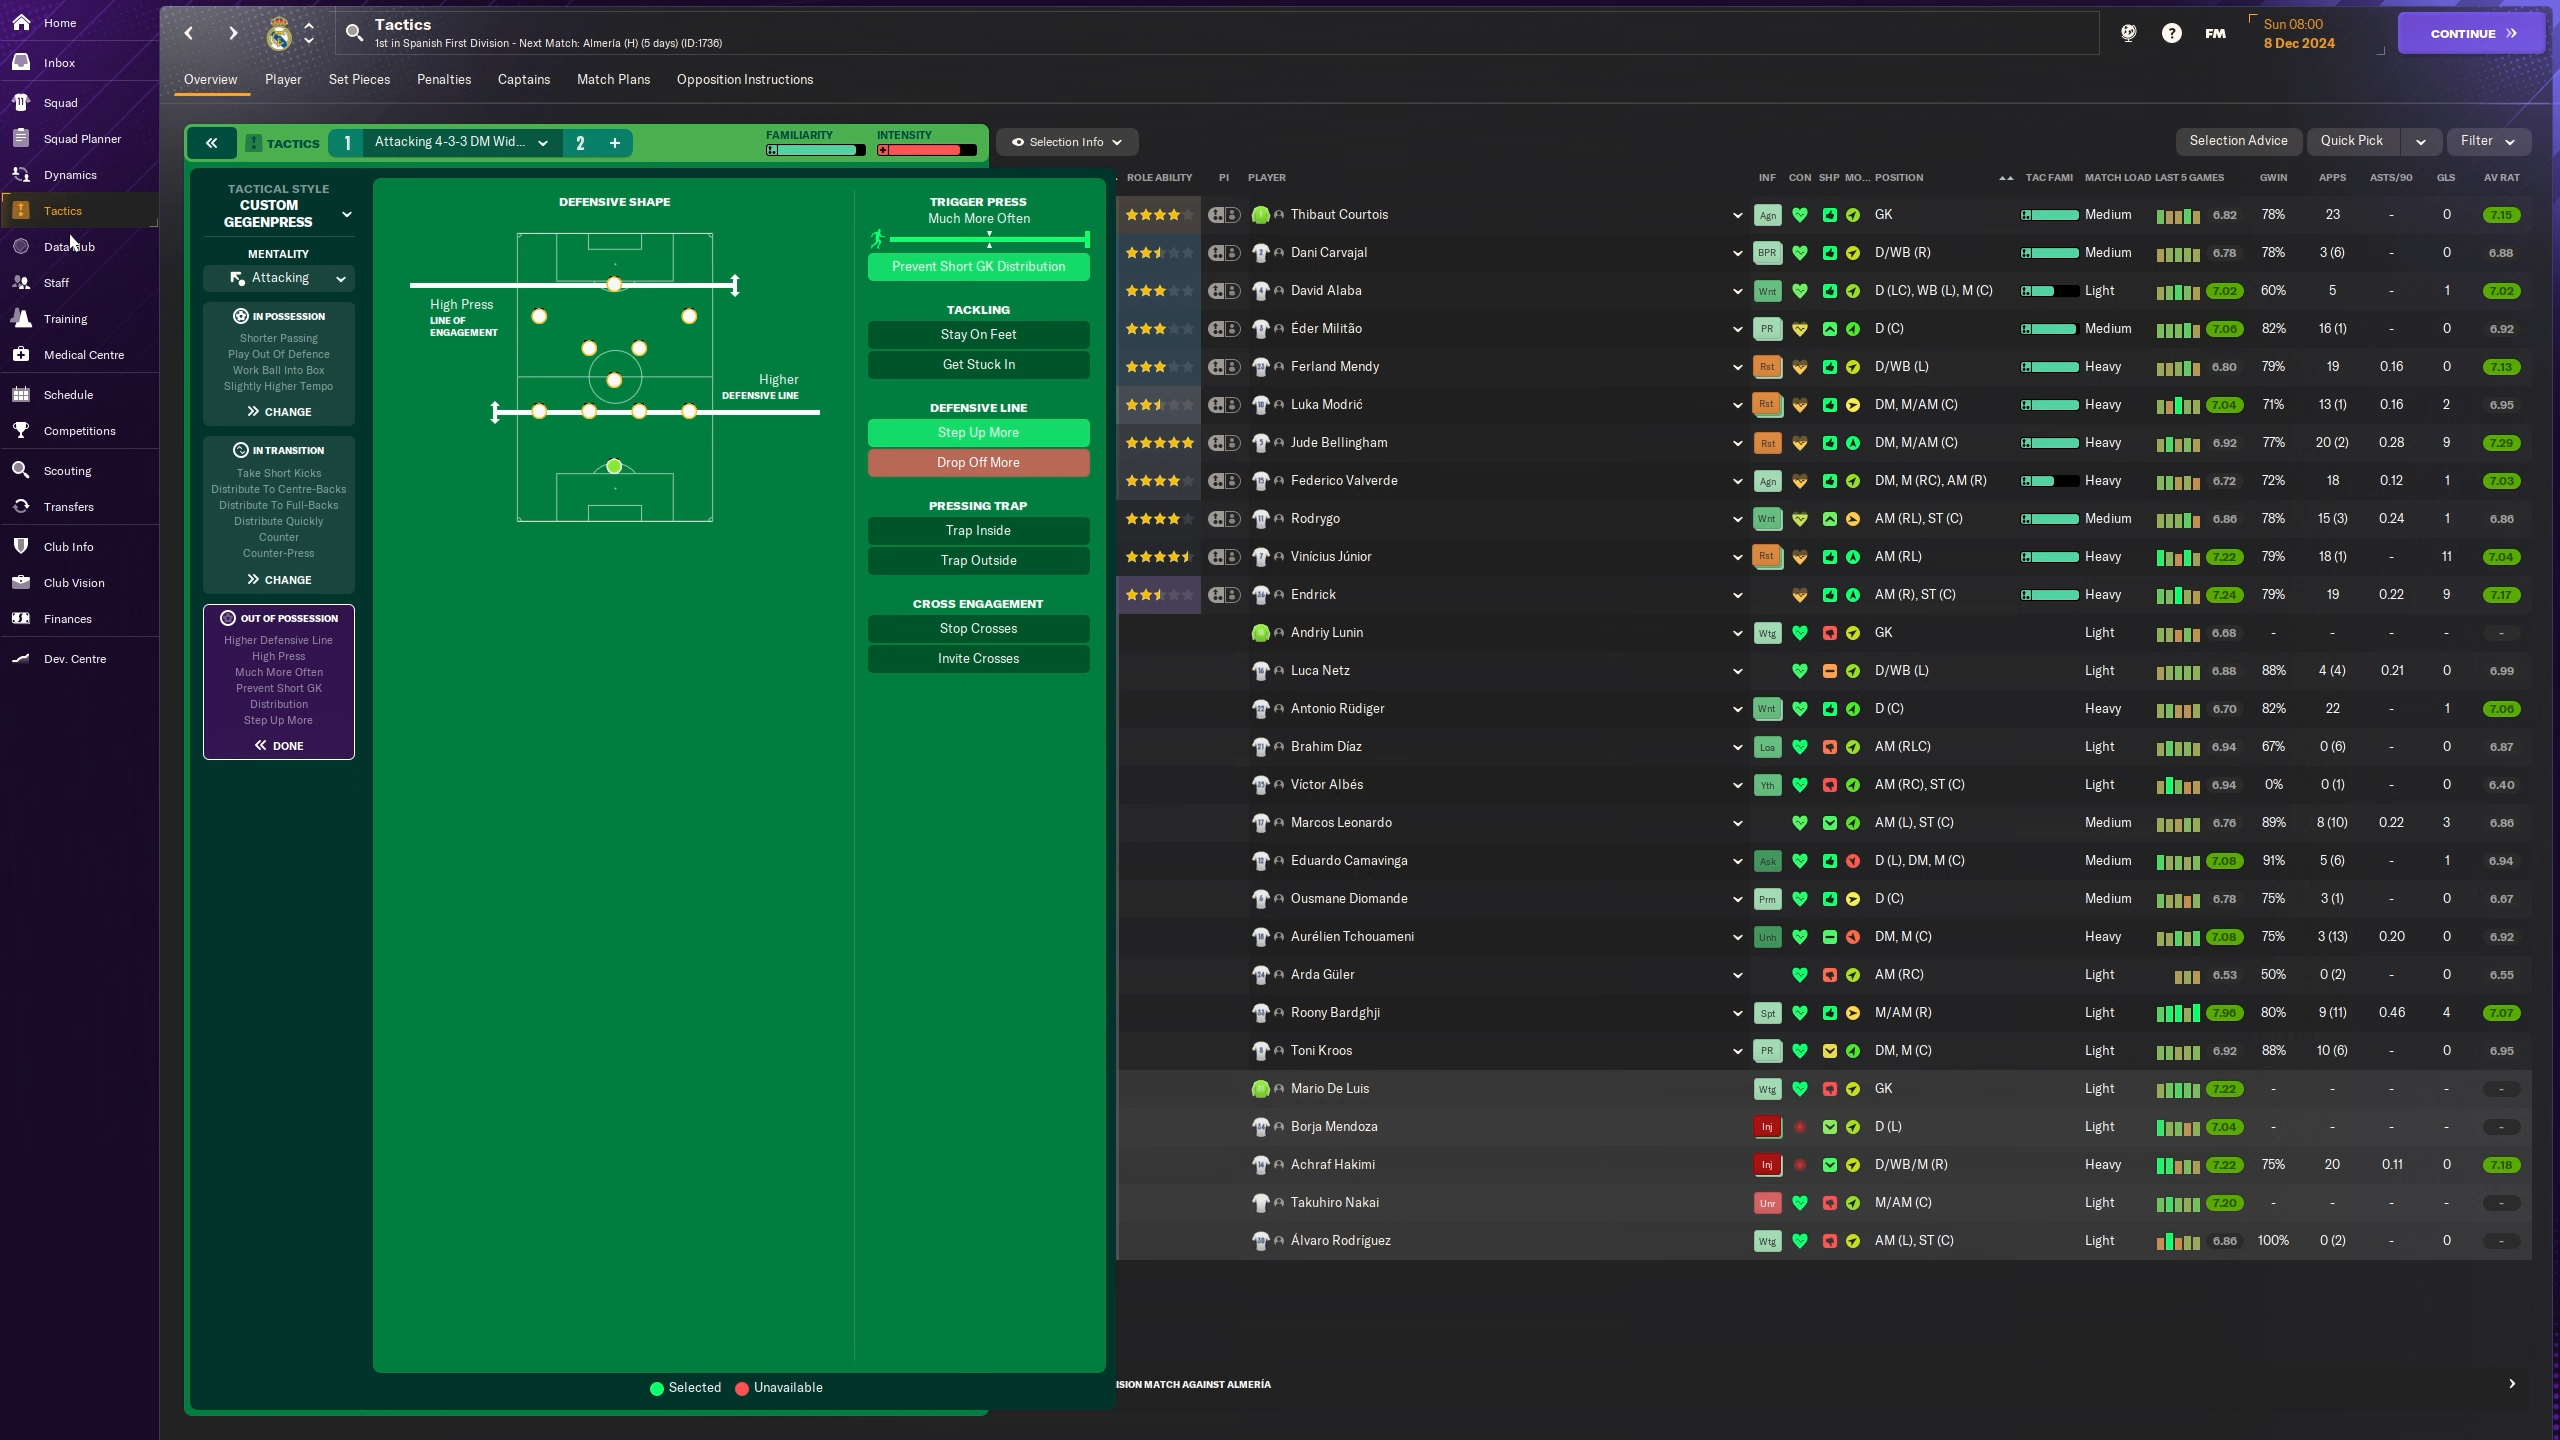 Home
Inbox
Squad
Squad Planner
Dynamics
Tactics
Data Hub
Staff
Training
Medical Centre
Schedule
Competitions
Scouting
Transfers
Club Info
Club Vision
Finances
Dev. Centre
Tactics
1st in Spanish First Division - Next Match: Almería (H) (5 days) (ID:1736)
FM
Sun 08:00
8 Dec 2024
CONTINUE
Overview Player Set Pieces Penalties Captains Match Plans Opposition Instructions
TACTICS 1 Attacking 4-3-3 DM Wid... 2 +
FAMILIARITY INTENSITY
Selection Info
Selection Advice Quick Pick Filter
TACTICAL STYLE
CUSTOM
GEGENPRESS
MENTALITY
Attacking
IN POSSESSION
Shorter Passing
Play Out Of Defence
Work Ball Into Box
Slightly Higher Tempo
CHANGE
IN TRANSITION
Take Short Kicks
Distribute To Centre-Backs
Distribute To Full-Backs
Distribute Quickly
Counter
Counter-Press
CHANGE
OUT OF POSSESSION
Higher Defensive Line
High Press
Much More Often
Prevent Short GK
Distribution
Step Up More
DONE
DEFENSIVE SHAPE
High Press
LINE OF
ENGAGEMENT
Higher
DEFENSIVE LINE
TRIGGER PRESS
Much More Often
Prevent Short GK Distribution
TACKLING
Stay On Feet
Get Stuck In
DEFENSIVE LINE
Step Up More
Drop Off More
PRESSING TRAP
Trap Inside
Trap Outside
CROSS ENGAGEMENT
Stop Crosses
Invite Crosses
Selected Unavailable
ROLE ABILITY PI PLAYER INF CON SHP MO... POSITION TAC FAMI MATCH LOAD LAST 5 GAMES GWIN APPS ASTS/90 GLS AV RAT
Thibaut Courtois Agn GK Medium 6.82 78% 23 - 0 7.15
Dani Carvajal BPR D/WB (R) Medium 6.78 78% 3 (6) - 0 6.88
David Alaba Wnt D (LC), WB (L), M (C) Light 7.02 60% 5 - 1 7.02
Éder Militão PR D (C) Medium 7.06 82% 16 (1) - 0 6.92
Ferland Mendy Rst D/WB (L) Heavy 6.80 79% 19 0.16 0 7.13
Luka Modrić Rst DM, M/AM (C) Heavy 7.04 71% 13 (1) 0.16 2 6.95
Jude Bellingham Rst DM, M/AM (C) Heavy 6.92 77% 20 (2) 0.28 9 7.29
Federico Valverde Agn DM, M (RC), AM (R) Heavy 6.72 72% 18 0.12 1 7.03
Rodrygo Wnt AM (RL), ST (C) Medium 6.86 78% 15 (3) 0.24 1 6.86
Vinícius Júnior Rst AM (RL) Heavy 7.22 79% 18 (1) - 11 7.04
Endrick AM (R), ST (C) Heavy 7.24 79% 19 0.22 9 7.17
Andriy Lunin Wtg GK Light 6.68 - - - - -
Luca Netz D/WB (L) Light 6.88 88% 4 (4) 0.21 0 6.99
Antonio Rüdiger Wnt D (C) Heavy 6.70 82% 22 - 1 7.06
Brahim Díaz Loa AM (RLC) Light 6.94 67% 0 (6) - 0 6.87
Víctor Albés Yth AM (RC), ST (C) Light 6.94 0% 0 (1) - 0 6.40
Marcos Leonardo AM (L), ST (C) Medium 6.76 89% 8 (10) 0.22 3 6.86
Eduardo Camavinga Ask D (L), DM, M (C) Medium 7.08 91% 5 (6) - 1 6.94
Ousmane Diomande Prm D (C) Medium 6.78 75% 3 (1) - 0 6.67
Aurélien Tchouameni Unh DM, M (C) Heavy 7.08 75% 3 (13) 0.20 0 6.92
Arda Güler AM (RC) Light 6.53 50% 0 (2) - 0 6.55
Roony Bardghji Spt M/AM (R) Light 7.96 80% 9 (11) 0.46 4 7.07
Toni Kroos PR DM, M (C) Light 6.92 88% 10 (6) - 0 6.95
Mario De Luis Wtg GK Light 7.22 - - - - -
Borja Mendoza Inj D (L) Light 7.04 - - - - -
Achraf Hakimi Inj D/WB/M (R) Heavy 7.22 75% 20 0.11 0 7.18
Takuhiro Nakai Unr M/AM (C) Light 7.20 - - - - -
Álvaro Rodríguez Wtg AM (L), ST (C) Light 6.86 100% 0 (2) - 0 -
ISION MATCH AGAINST ALMERÍA